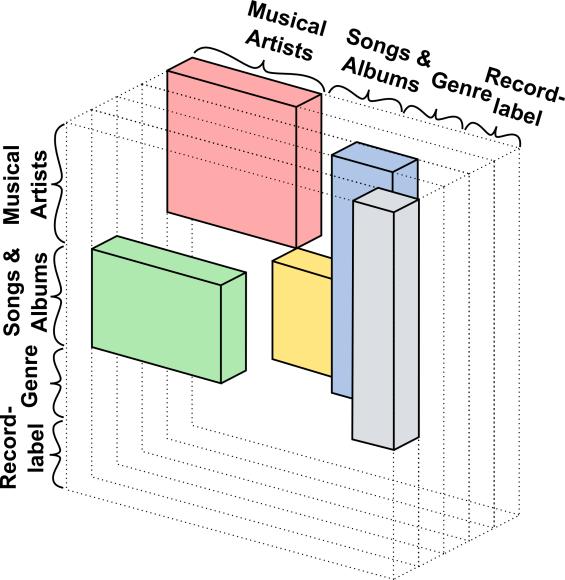 Musical
Artists
Songs &
Albums
Genre
Record-
label
Musical
Artists
Songs &
Albums
Genre
Record-
label